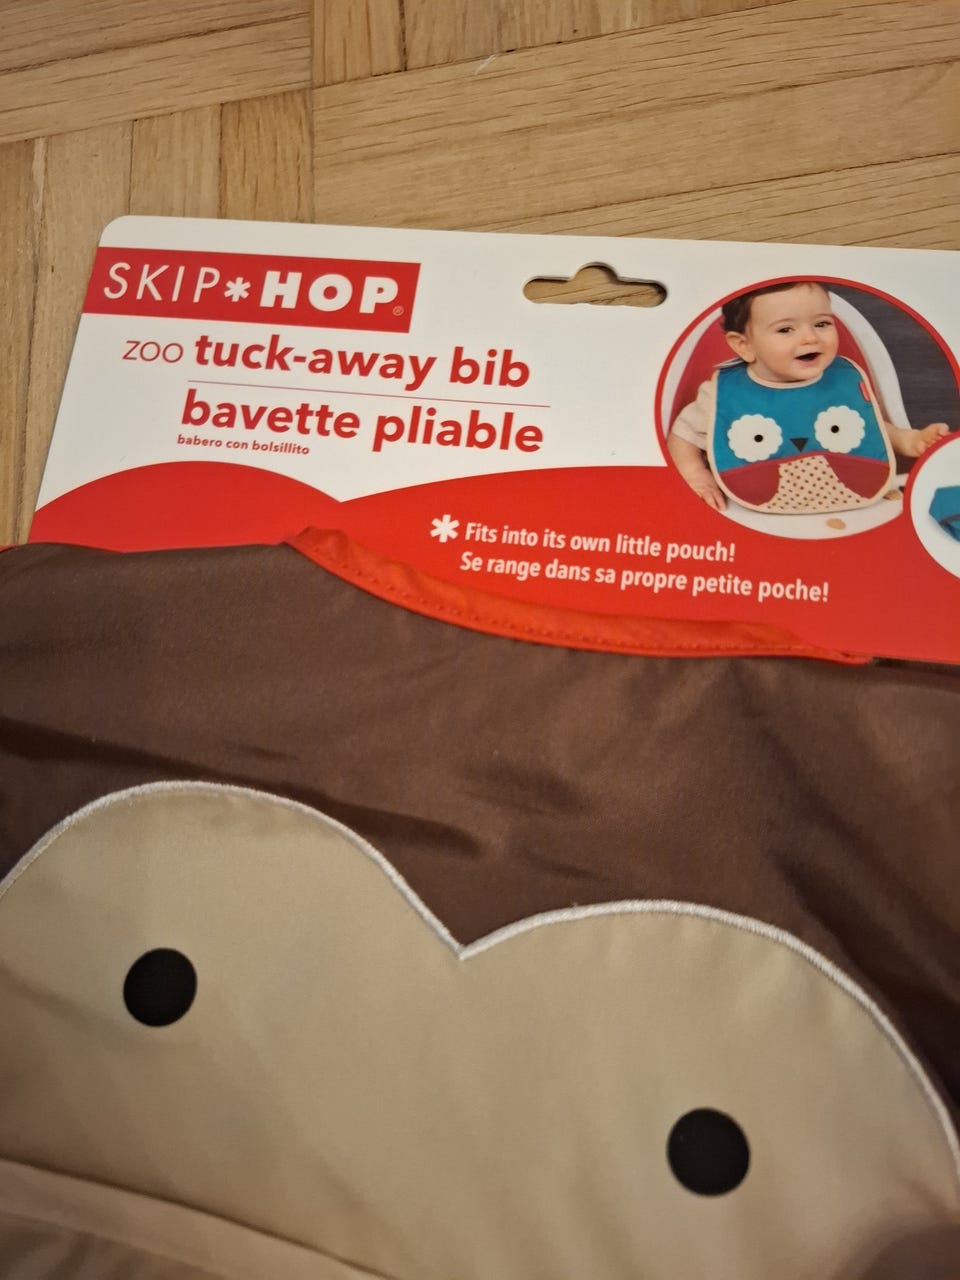 SKIP*HOP®
ZOO tuck-away bib
bavette pliable
babero con bolsillito
* Fits into its own little pouch!
Se range dans sa propre petite poche!